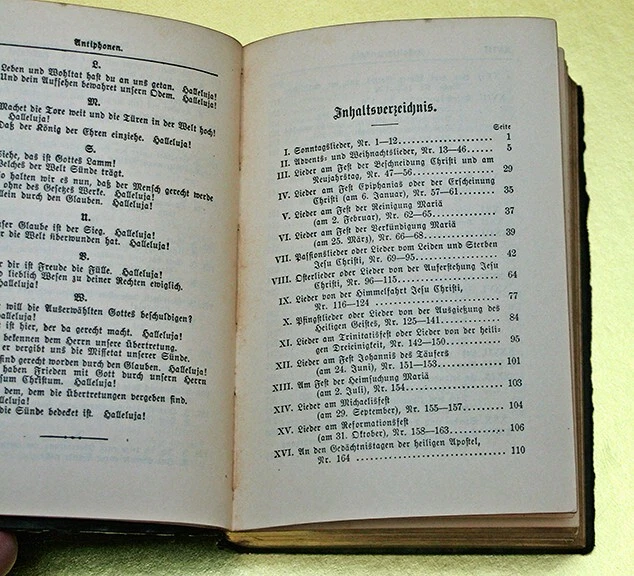 Antiphonen.
L.
Leben und Wohltat hast du an uns getan. Halleluja!
Und dein Aufsehen bewahret unsern Odem. Halleluja!
M.
Machet die Tore weit und die Türen in der Welt hoch!
Halleluja!
Daß der König der Ehren einziehe. Halleluja!
S.
das ist Gottes Lamm!
Welches der Welt Sünde trägt.
So halten wir es nun, daß der Mensch gerecht werde
ohne des Gesetzes Werke. Halleluja!
allein durch den Glauben. Halleluja!
U.
Glaube ist der Sieg. Halleluja!
die Welt überwunden hat. Halleluja!
V.
dir ist Freude die Fülle. Halleluja!
lieblich Wesen zu deiner Rechten ewiglich.
Halleluja!
W.
will die Auserwählten Gottes beschuldigen?
Halleluja!
ist hier, der da gerecht macht. Halleluja!
bekennen dem Herrn unsere Übertretung.
vergibt uns die Missetat unserer Sünde.
sind gerecht worden durch den Glauben. Halleluja!
haben Frieden mit Gott durch unsern Herrn
Jesum Christum. Halleluja!
dem, dem die Übertretungen vergeben sind.
Halleluja!
die Sünde bedecket ist. Halleluja!
Inhaltsverzeichnis.
Seite
I. Sonntagslieder, Nr. 1—12 1
II. Advents- und Weihnachtslieder, Nr. 13—46 5
III. Lieder am Fest der Beschneidung Christi und am
Neujahrstag, Nr. 47—56 29
IV. Lieder am Fest Epiphanias oder der Erscheinung
Christi (am 6. Januar), Nr. 57—61 35
V. Lieder am Fest der Reinigung Mariä
(am 2. Februar), Nr. 62—65 37
VI. Lieder am Fest der Verkündigung Mariä
(am 25. März), Nr. 66—68 39
VII. Passionslieder oder Lieder vom Leiden und Sterben
Jesu Christi, Nr. 69—95 42
VIII. Osterlieder oder Lieder von der Auferstehung Jesu
Christi, Nr. 96—115 64
IX. Lieder von der Himmelfahrt Jesu Christi,
Nr. 116—124 77
X. Pfingstlieder oder Lieder von der Ausgießung des
Heiligen Geistes, Nr. 125—141 84
XI. Lieder am Trinitatisfest oder Lieder von der heili-
gen Dreieinigkeit, Nr. 142—150 95
XII. Lieder am Fest Johannis des Täufers
(am 24. Juni), Nr. 151—153 101
XIII. Am Fest der Heimsuchung Mariä
(am 2. Juli), Nr. 154 103
XIV. Lieder am Michaelisfest
(am 29. September), Nr. 155—157 104
XV. Lieder am Reformationsfest
(am 31. Oktober), Nr. 158—163 106
XVI. An den Gedächtnistagen der heiligen Apostel,
Nr. 164 110